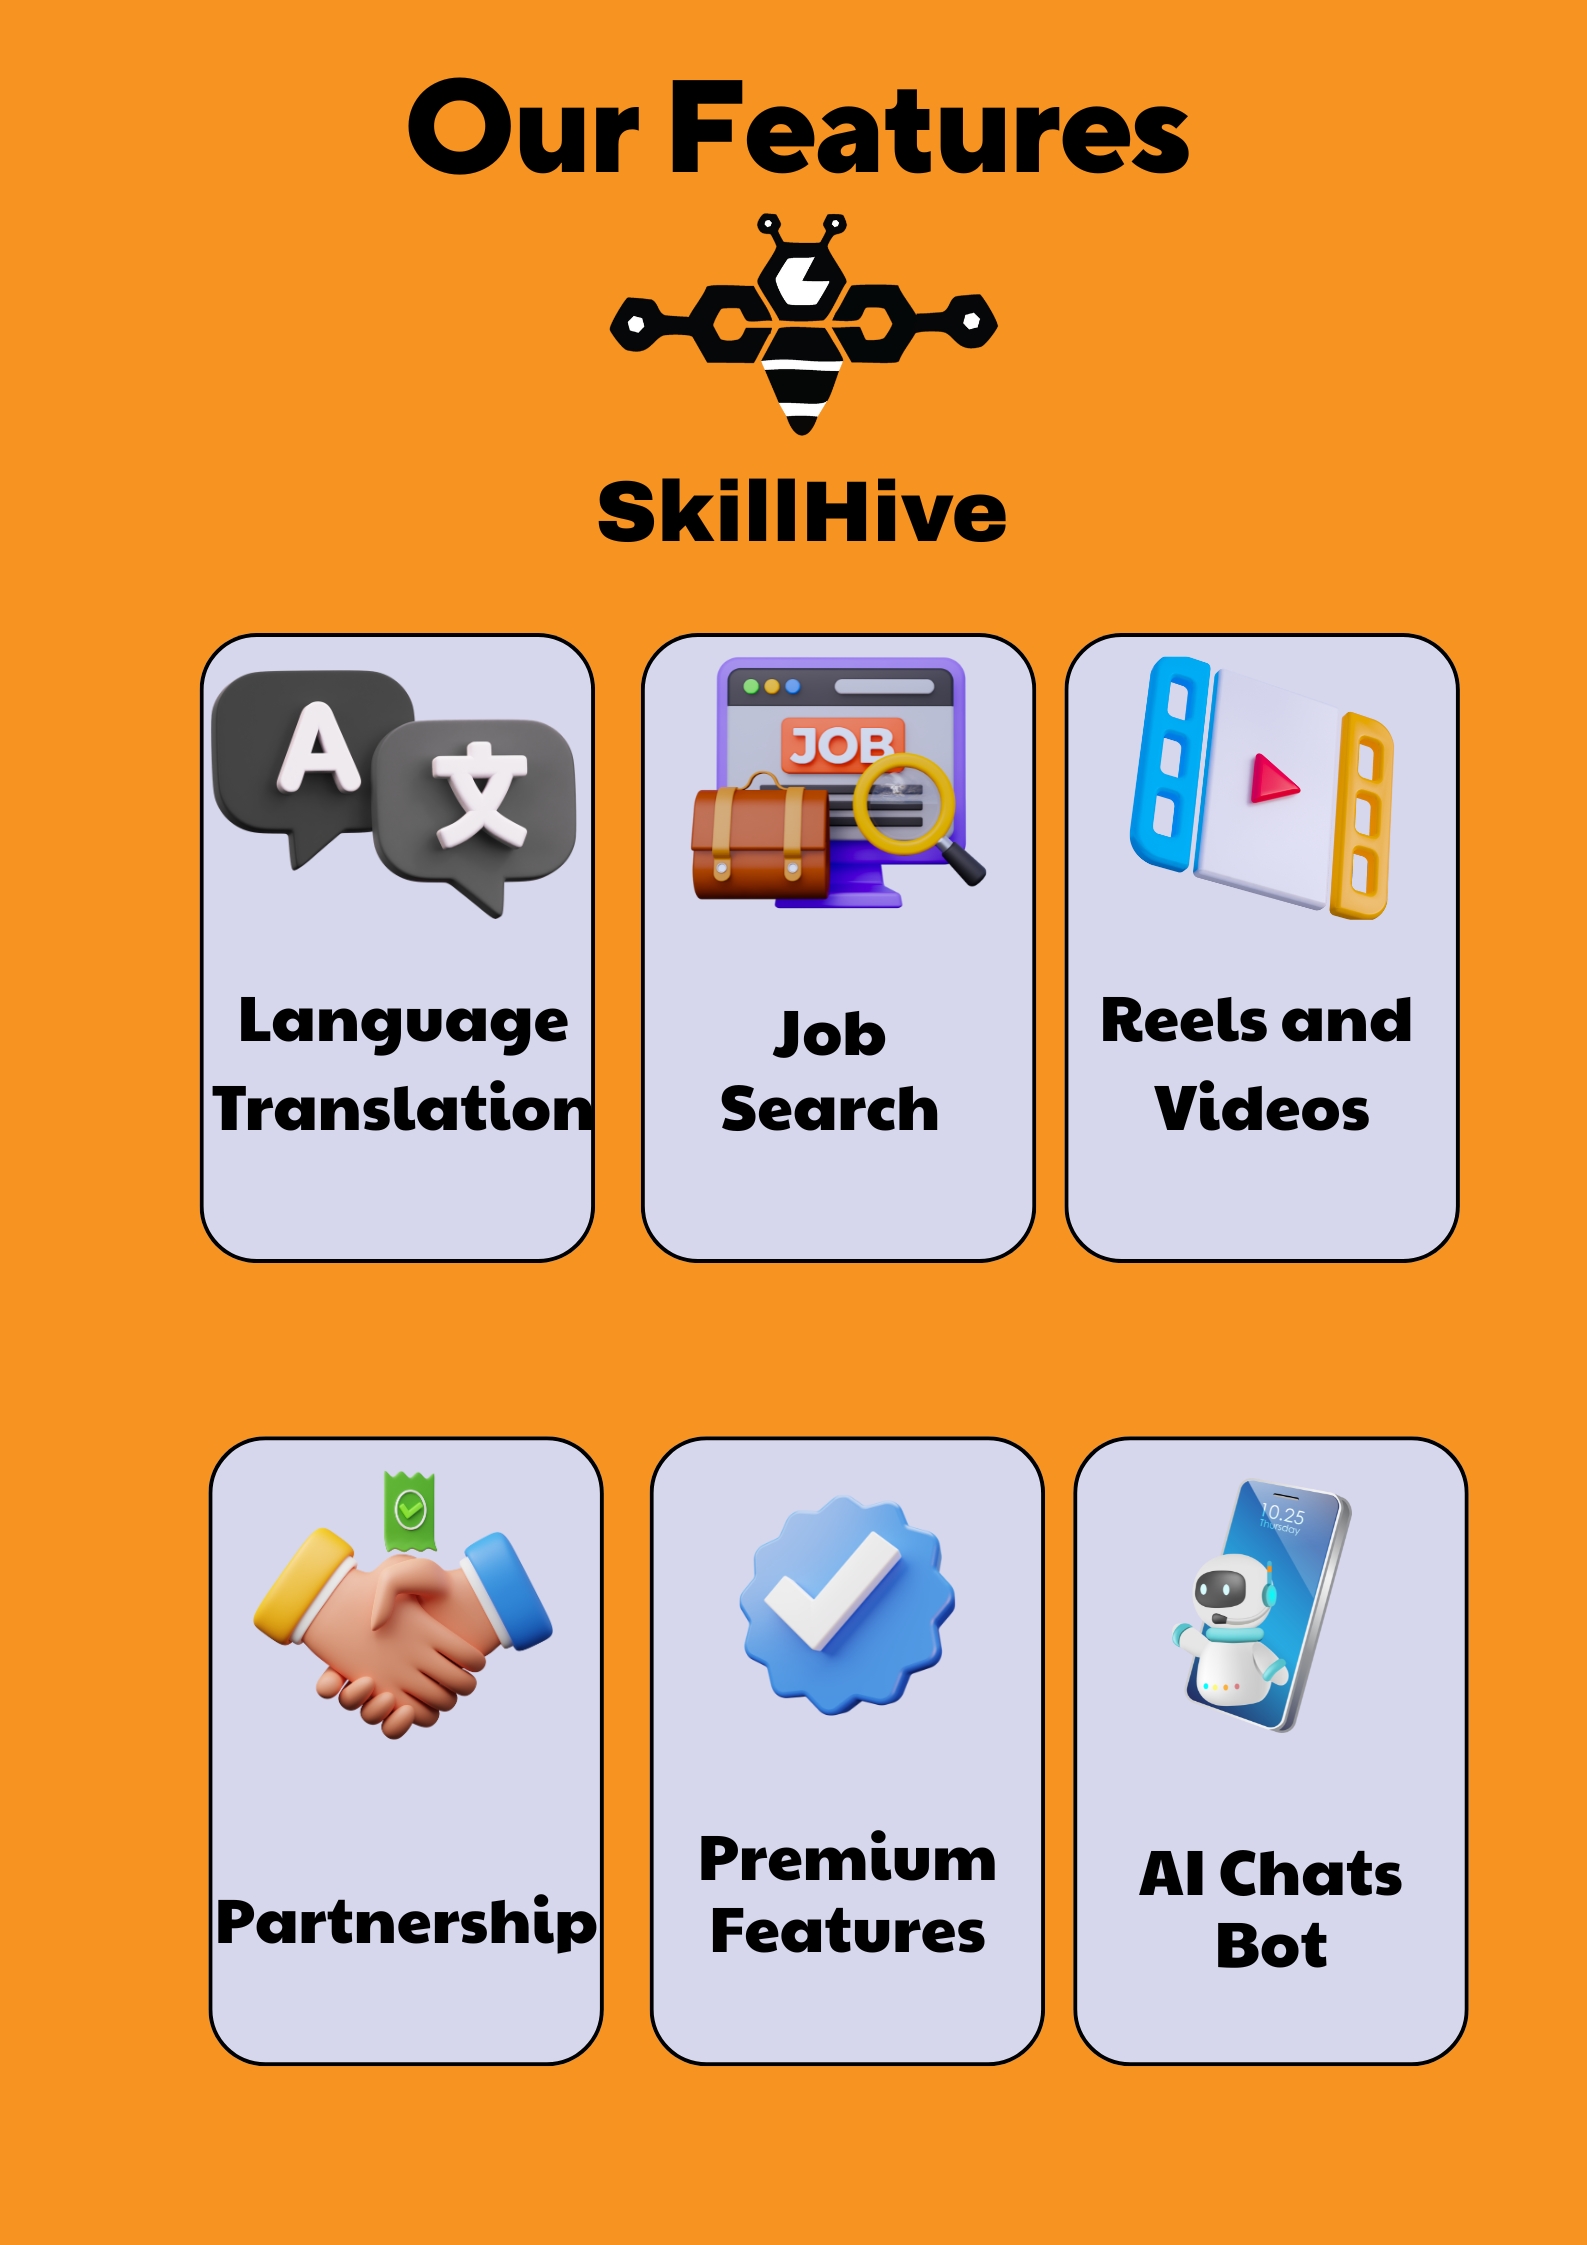 Our Features
SkillHive
A
文
JOB
Language
Translation
Job
Search
Reels and
Videos
10.25
Thursday
Partnership
Premium
Features
AI Chats
Bot